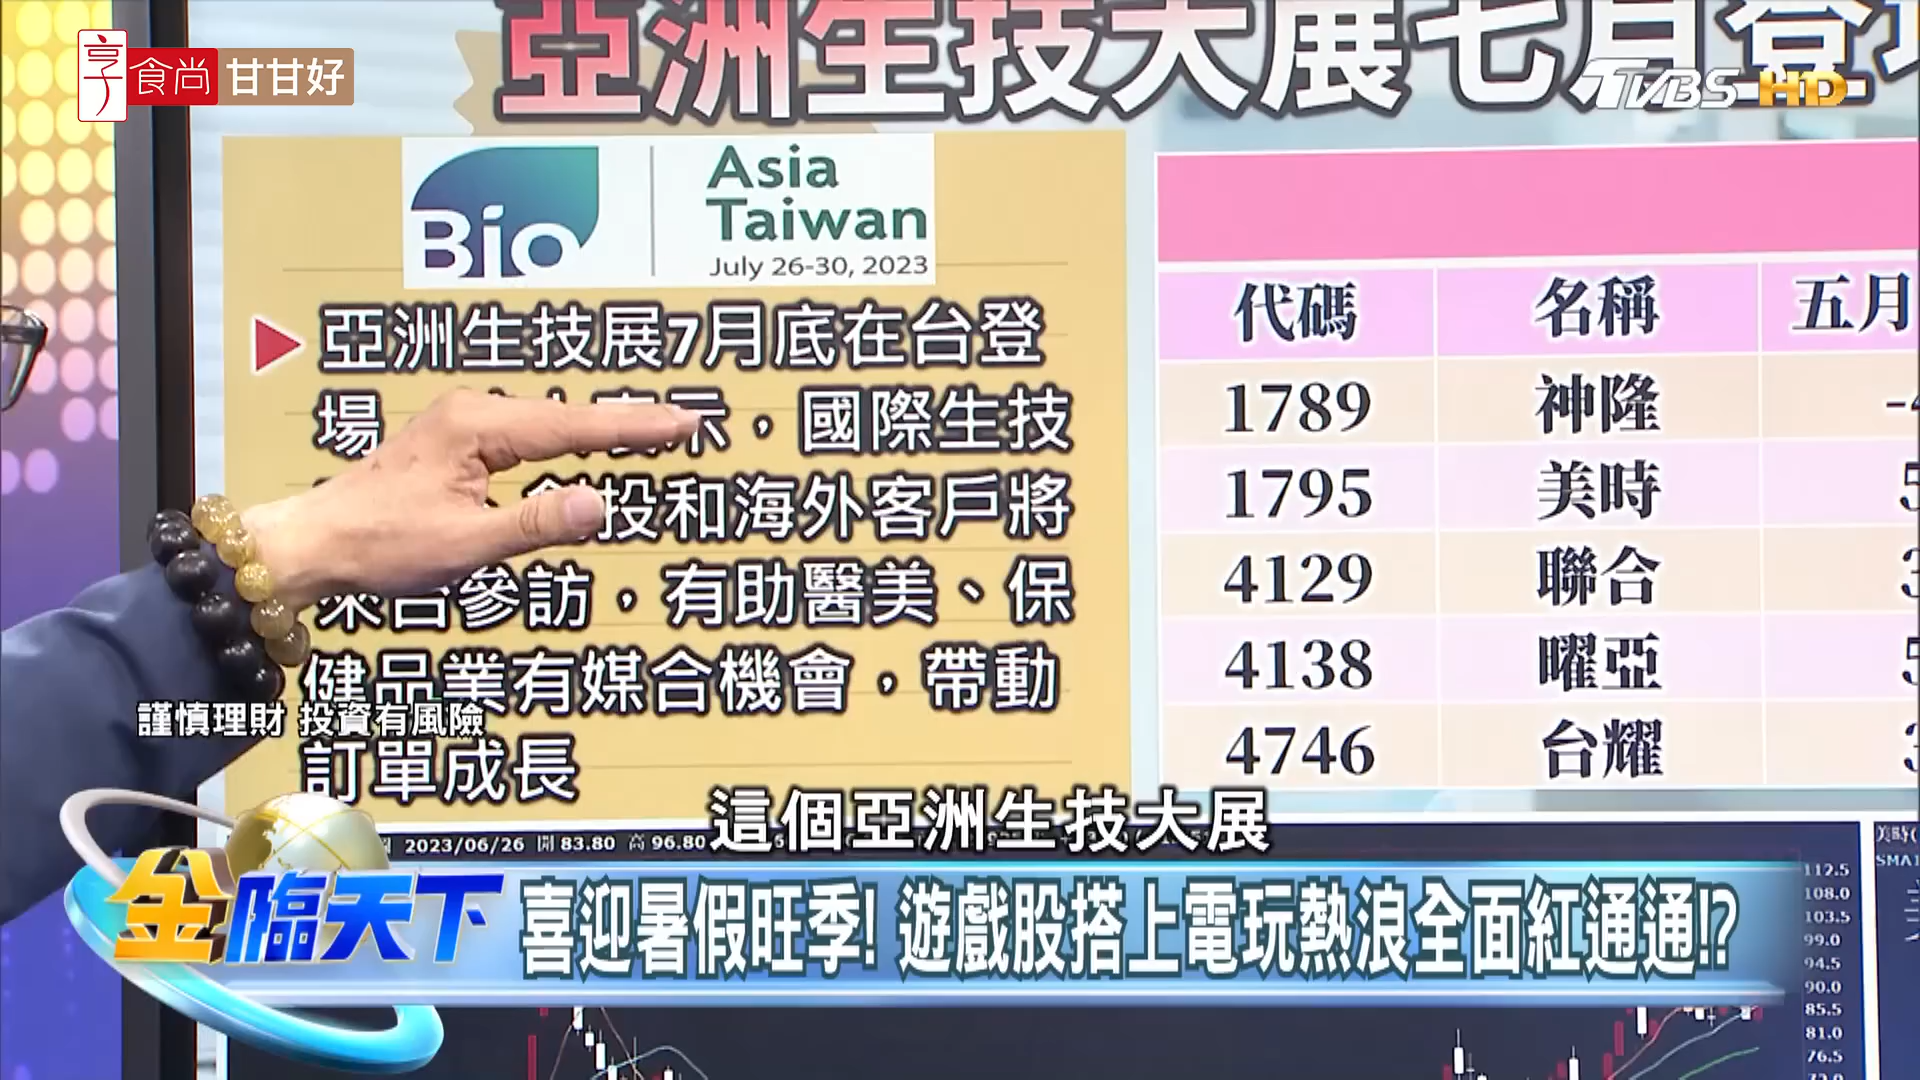 享食尚 甘甘好
亞洲生技大展七月登
TVBS HD
Bio
Asia
Taiwan
July 26-30, 2023
亞洲生技展7月底在台登
場 表示，國際生技
投和海外客戶將
來台參訪，有助醫美、保
健品業有媒合機會，帶動
訂單成長
代碼 名稱 五月
1789 神隆
1795 美時
4129 聯合
4138 曜亞
4746 台耀
謹慎理財 投資有風險
這個亞洲生技大展
2023/06/26 開 83.80 高 96.80
金臨天下
喜迎暑假旺季! 遊戲股搭上電玩熱浪全面紅通通!?
美時(
112.5
108.0
103.5
99.0
94.5
90.0
85.5
81.0
76.5